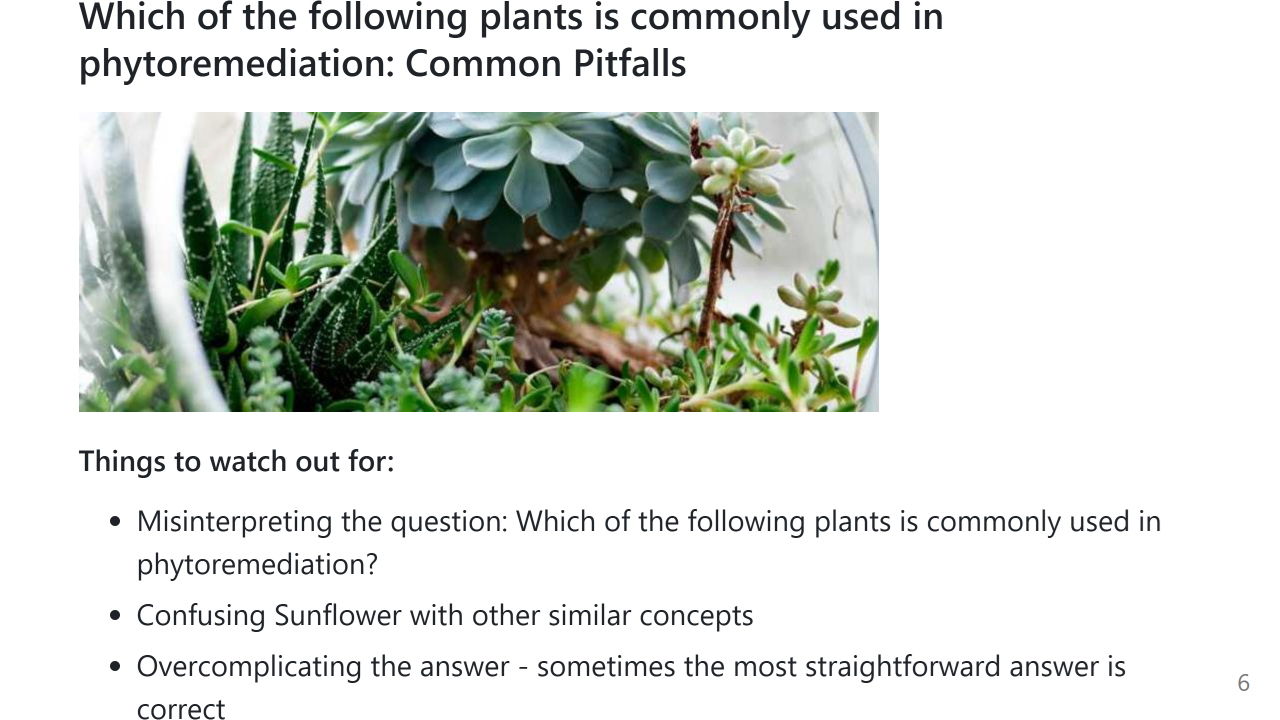 Which of the following plants is commonly used in
phytoremediation: Common Pitfalls
Things to watch out for:
• Misinterpreting the question: Which of the following plants is commonly used in
phytoremediation?
• Confusing Sunflower with other similar concepts
• Overcomplicating the answer - sometimes the most straightforward answer is
correct
6